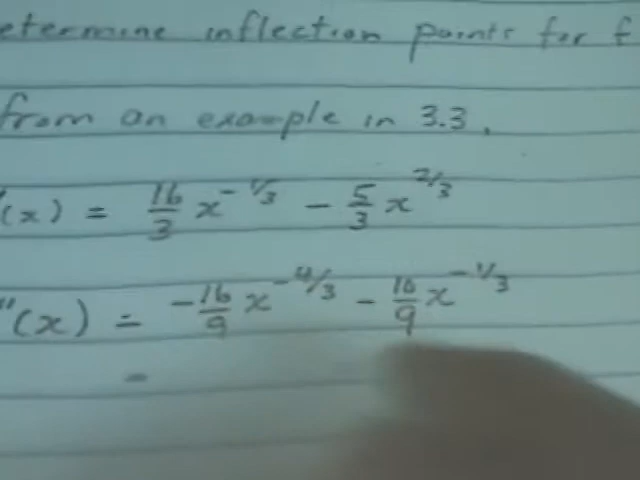 etermine inflection points for f
from an example in 3.3.
'(x) = 16/3 x^-1/3 - 5/3 x^2/3
"(x) = -16/9 x^-4/3 - 10/9 x^-1/3
=